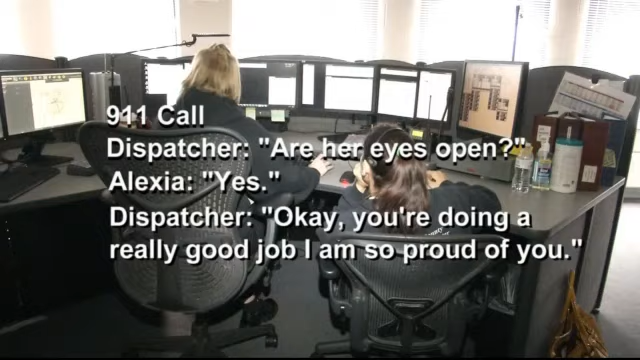 911 Call
Dispatcher: "Are her eyes open?"
Alexia: "Yes."
Dispatcher: "Okay, you're doing a
really good job I am so proud of you."